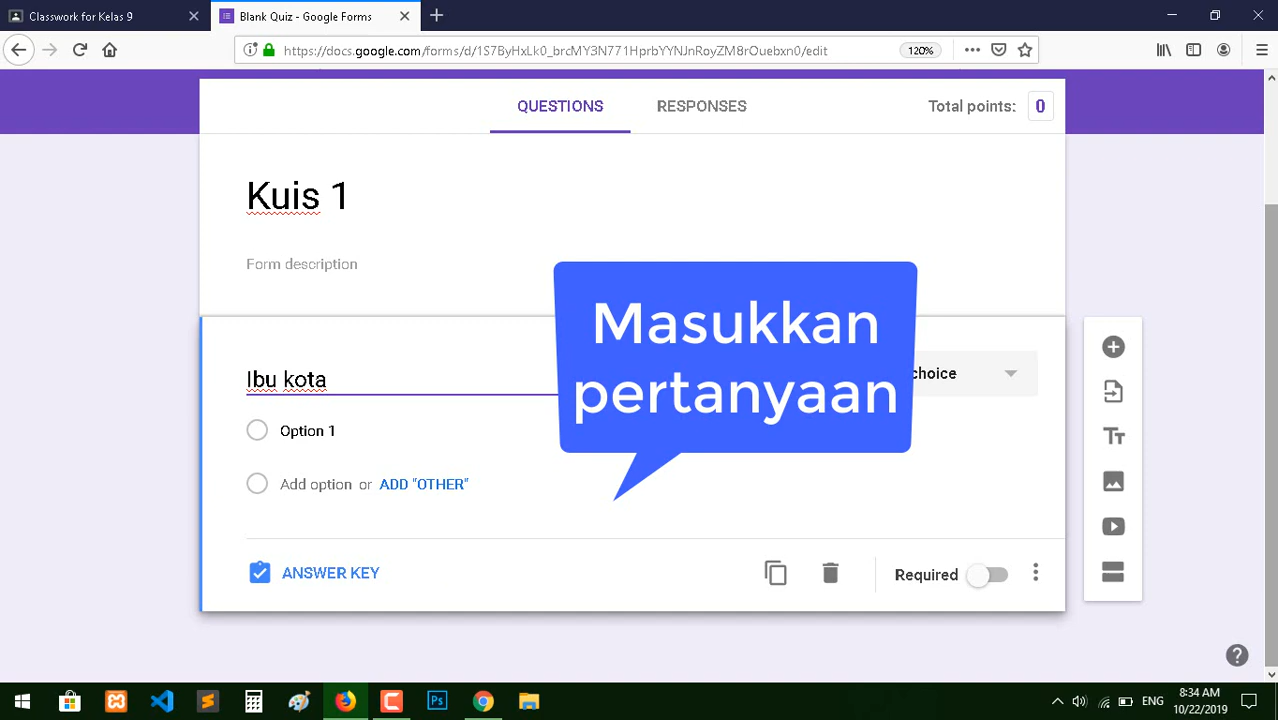 Classwork for Kelas 9
Blank Quiz - Google Forms
https://docs.google.com/forms/d/1S7ByHxLk0_brcMY3N771HprbYYNJnRoyZM8rOuebxn0/edit
120%
QUESTIONS
RESPONSES
Total points: 0
Kuis 1
Form description
Masukkan
pertanyaan
Ibu kota
choice
Option 1
Add option or ADD "OTHER"
ANSWER KEY
Required
Tт
Ps
ENG
8:34 AM
10/22/2019